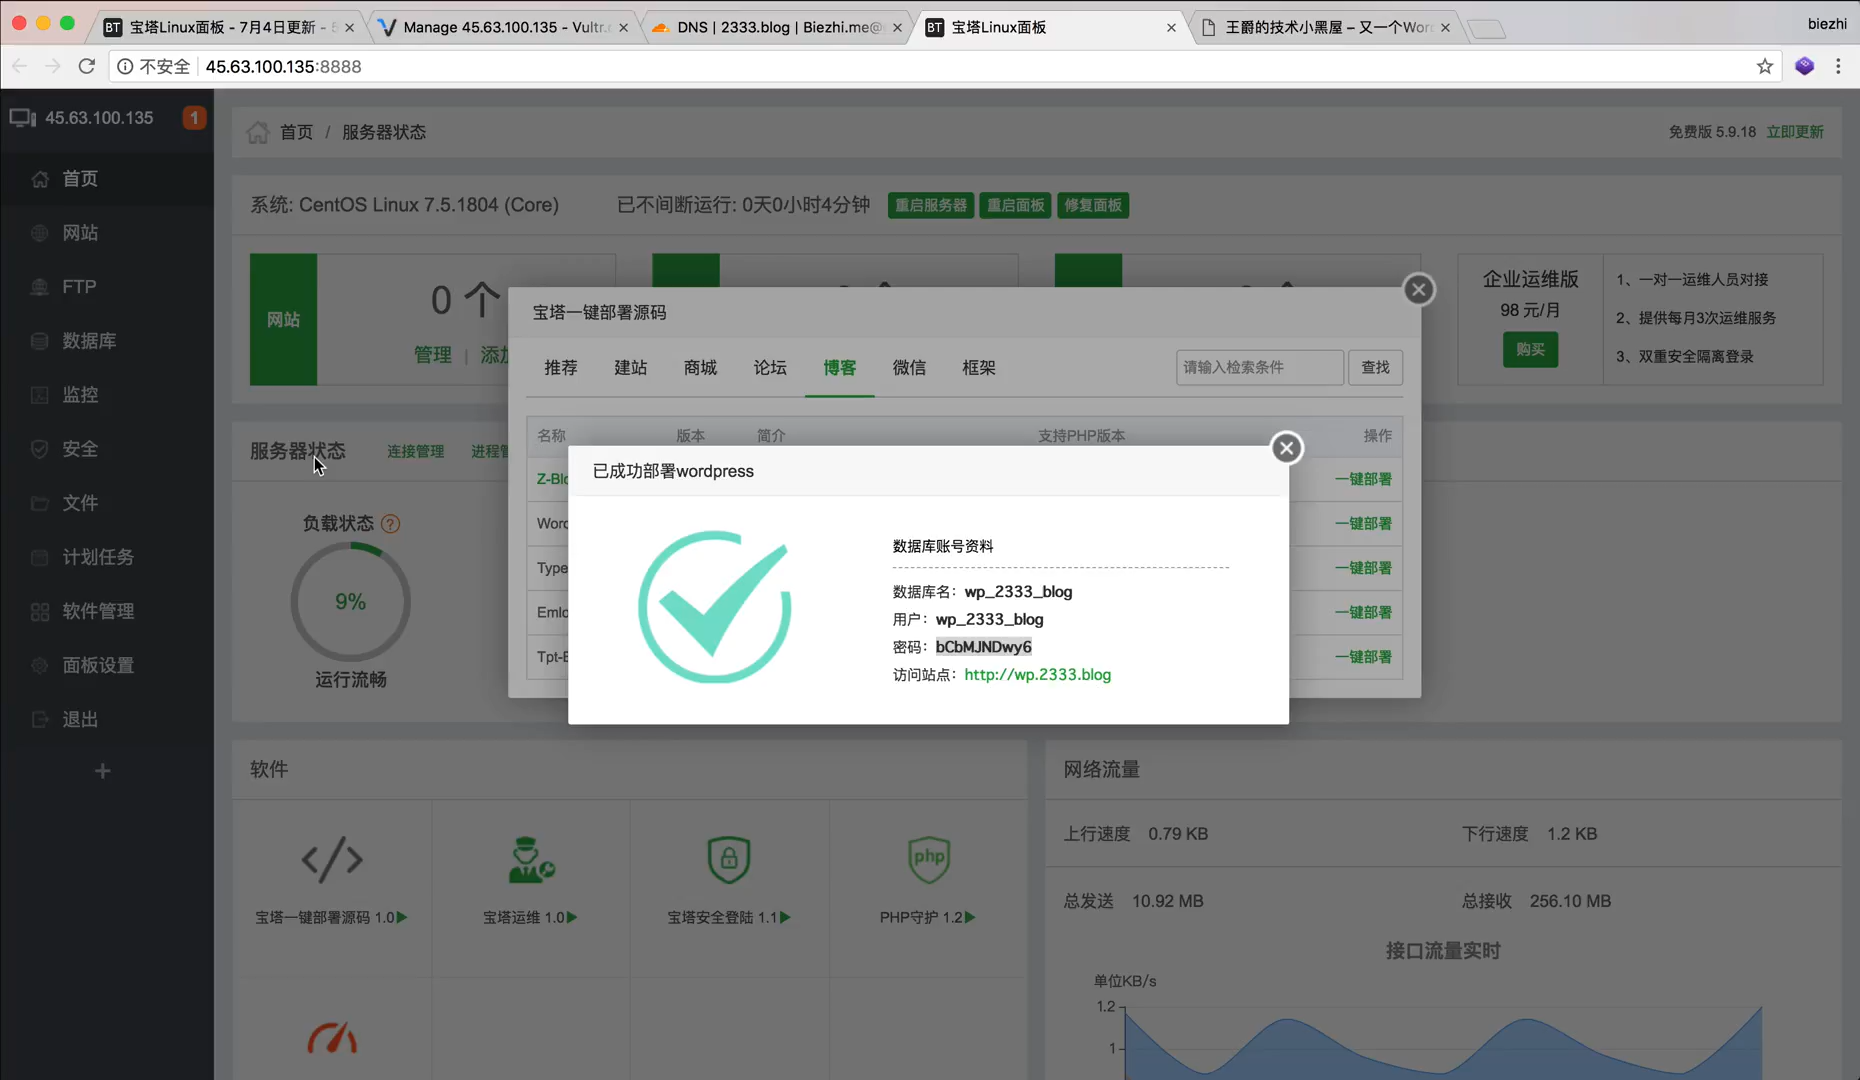 宝塔Linux面板 - 7月4日更新 - 5
Manage 45.63.100.135 - Vultr.c
DNS | 2333.blog | Biezhi.me@
宝塔Linux面板
王爵的技术小黑屋 – 又一个Wor
biezhi
不安全
45.63.100.135:8888
45.63.100.135
1
首页 / 服务器状态
免费版 5.9.18 立即更新
首页
网站
FTP
数据库
监控
安全
文件
计划任务
软件管理
面板设置
退出
系统: CentOS Linux 7.5.1804 (Core)
已不间断运行: 0天0小时4分钟
重启服务器
重启面板
修复面板
网站
0 个
管理 | 添加
企业运维版
98 元/月
购买
1、一对一运维人员对接
2、提供每月3次运维服务
3、双重安全隔离登录
宝塔一键部署源码
推荐 建站 商城 论坛 博客 微信 框架
请输入检索条件
查找
名称 版本 简介 支持PHP版本 操作
Z-Blo 一键部署
Word 一键部署
Type 一键部署
Emlo 一键部署
Tpt-B 一键部署
已成功部署wordpress
数据库账号资料
数据库名： wp_2333_blog
用户： wp_2333_blog
密码： bCbMJNDwy6
访问站点： http://wp.2333.blog
服务器状态 连接管理 进程管
负载状态 ?
9%
运行流畅
软件
宝塔一键部署源码 1.0
宝塔运维 1.0
宝塔安全登陆 1.1
php
PHP守护 1.2
网络流量
上行速度 0.79 KB
下行速度 1.2 KB
总发送 10.92 MB
总接收 256.10 MB
接口流量实时
单位KB/s
1.2
1